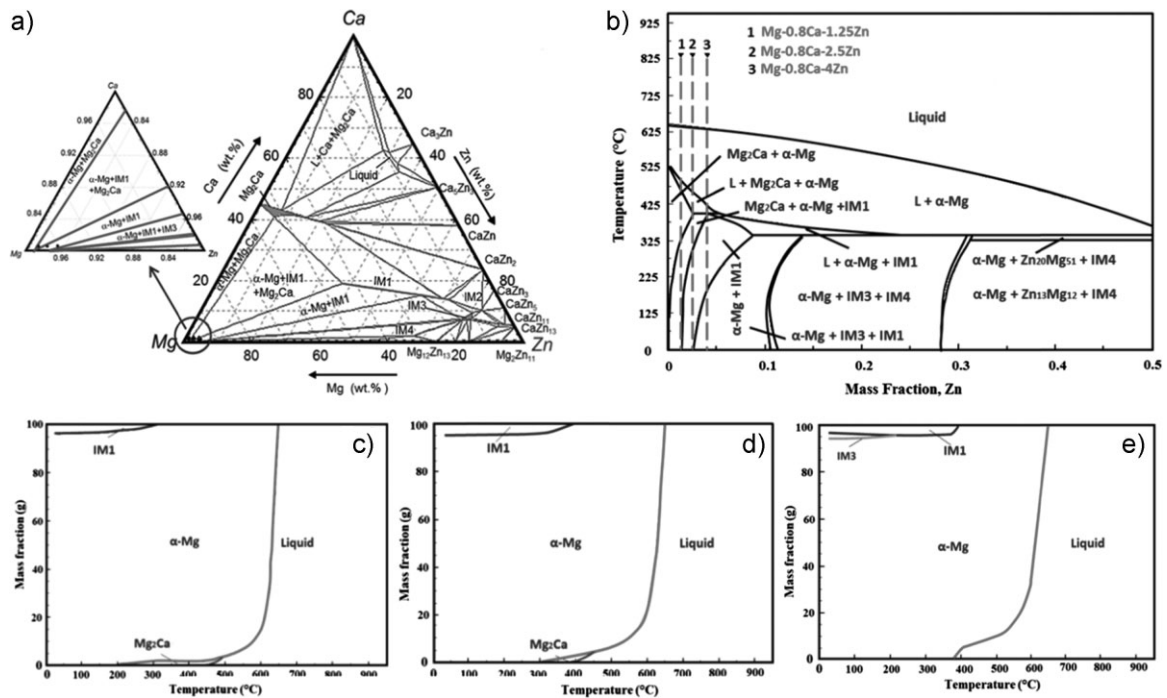 a)
Ca
80
20
L+Ca+Mg₂Ca
Ca₃Zn
Ca (wt.%)
60
40
Zn (wt.%)
Liquid
Mg₂Ca
Ca₅Zn₃
40
60
CaZn
α-Mg+Mg₂Ca
CaZn₂
20
80
α-Mg+IM1
+Mg₂Ca
IM1
α-Mg+IM1
IM3
IM2
CaZn₃
CaZn₅
CaZn₁₁
CaZn₁₃
IM4
Mg
Zn
80
60
40
20
Mg₁₂Zn₁₃
Mg₂Zn₁₁
Mg (wt.%)
Ca
0.96
0.84
α-Mg+Mg₂Ca
0.92
0.88
α-Mg+IM1
+Mg₂Ca
0.88
0.92
α-Mg+IM1
0.84
0.96
α-Mg+IM1+IM3
Mg
Zn
0.96
0.92
0.88
0.84
b)
925
825
725
625
525
425
325
225
125
0
Temperature (°C)
1 2 3
1 Mg-0.8Ca-1.25Zn
2 Mg-0.8Ca-2.5Zn
3 Mg-0.8Ca-4Zn
Liquid
Mg₂Ca + α-Mg
L + Mg₂Ca + α-Mg
Mg₂Ca + α-Mg +IM1
L + α-Mg
α-Mg + IM1
L + α-Mg + IM1
α-Mg + IM3 + IM4
α-Mg + IM3 + IM1
α-Mg + Zn₂₀Mg₅₁ + IM4
α-Mg + Zn₁₃Mg₁₂ + IM4
0 0.1 0.2 0.3 0.4 0.5
Mass Fraction, Zn
c)
100
80
60
40
20
0
Mass fraction (g)
IM1
α-Mg
Liquid
Mg₂Ca
0 100 200 300 400 500 600 700 800 900
Temperature (°C)
d)
100
80
60
40
20
0
Mass fraction (g)
IM1
α-Mg
Liquid
Mg₂Ca
0 100 200 300 400 500 600 700 800 900
Temperature (°C)
e)
100
80
60
40
20
0
Mass fraction (g)
IM3
IM1
α-Mg
Liquid
0 100 200 300 400 500 600 700 800 900
Temperature (°C)